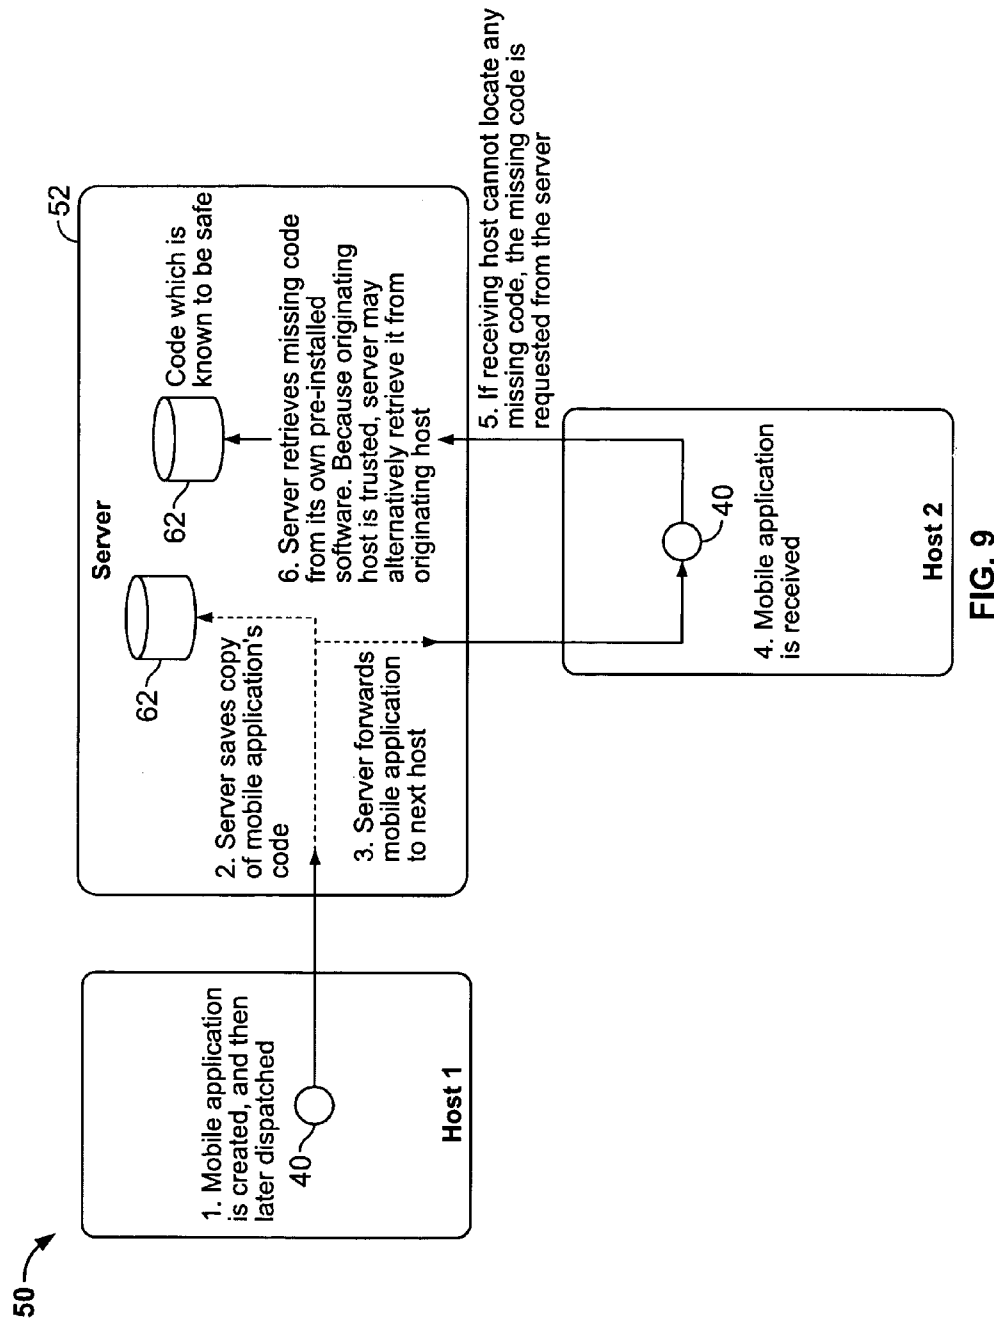 50
52
Server
62
62
Code which is
known to be safe
1. Mobile application
is created, and then
later dispatched
40
Host 1
2. Server saves copy
of mobile application's
code
3. Server forwards
mobile application
to next host
6. Server retrieves missing code
from its own pre-installed
software. Because originating
host is trusted, server may
alternatively retrieve it from
originating host
5. If receiving host cannot locate any
missing code, the missing code is
requested from the server
4. Mobile application
is received
40
Host 2
FIG. 9